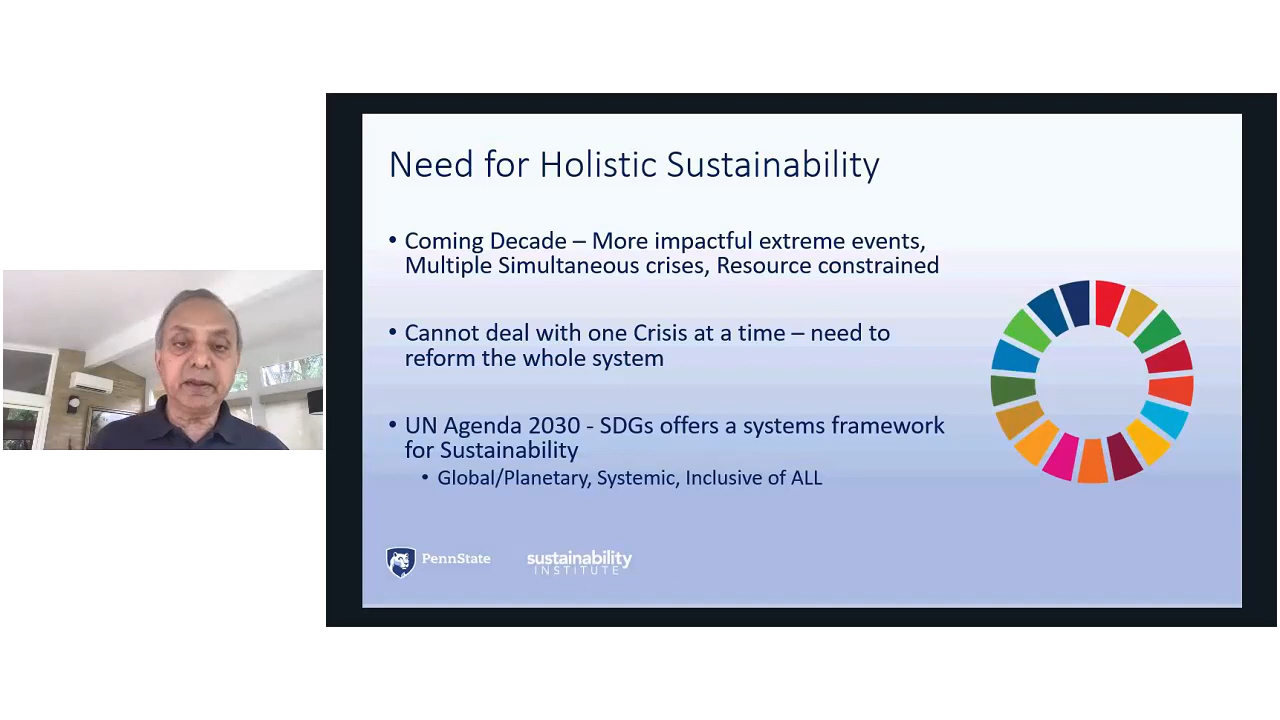 Need for Holistic Sustainability
• Coming Decade – More impactful extreme events,
Multiple Simultaneous crises, Resource constrained
• Cannot deal with one Crisis at a time – need to
reform the whole system
• UN Agenda 2030 - SDGs offers a systems framework
for Sustainability
• Global/Planetary, Systemic, Inclusive of ALL
PennState
sustainability
INSTITUTE